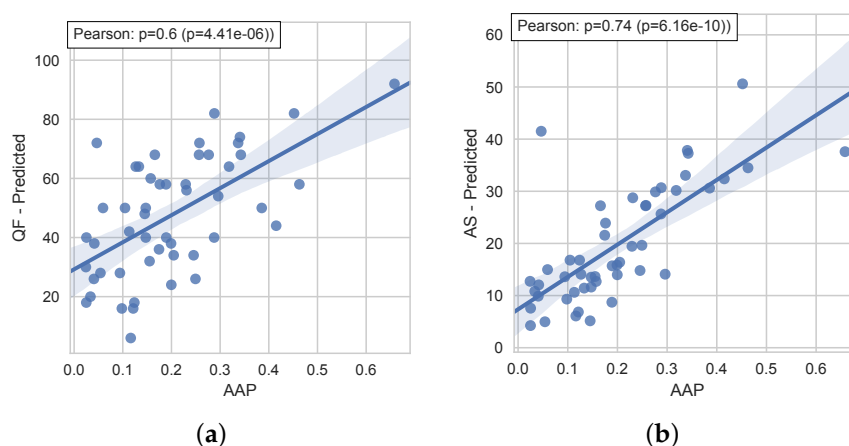 Pearson: p=0.6 (p=4.41e-06))
100
80
60
40
20
QF - Predicted
0.0 0.1 0.2 0.3 0.4 0.5 0.6
AAP
(a)
Pearson: p=0.74 (p=6.16e-10))
60
50
40
30
20
10
0
AS - Predicted
0.0 0.1 0.2 0.3 0.4 0.5 0.6
AAP
(b)